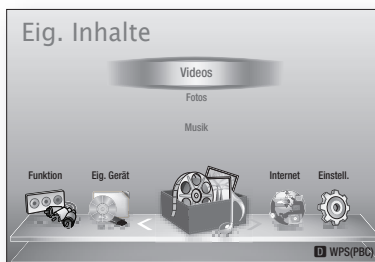 Eig. Inhalte
Videos
Fotos
Musik
Funktion Eig. Gerät Internet Einstell.
D WPS(PBC)